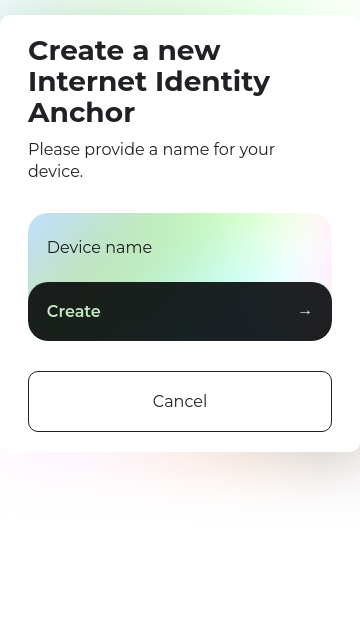 Create a new
Internet Identity
Anchor
Please provide a name for your
device.
Device name
Create →
Cancel